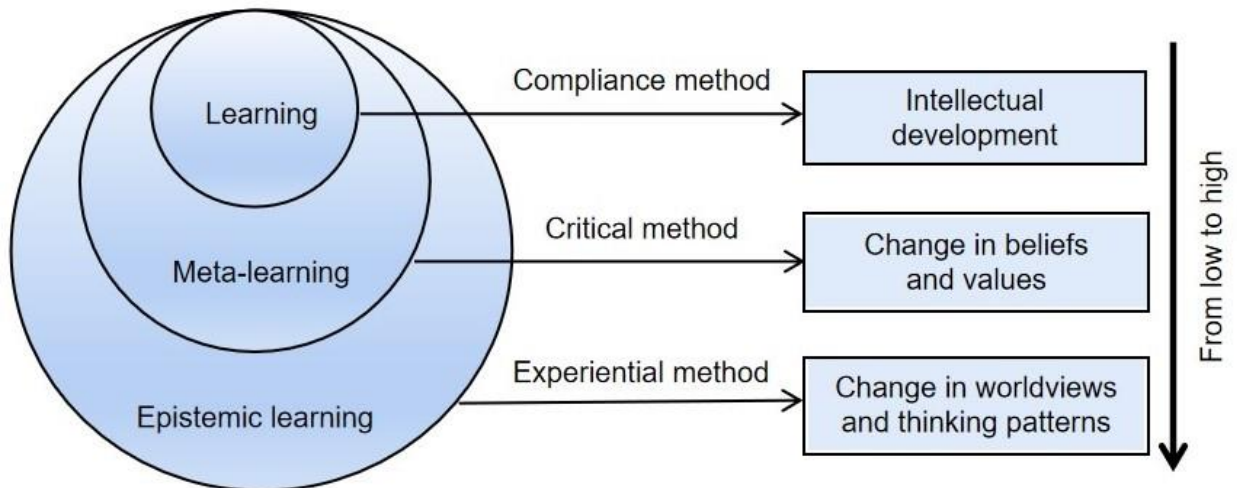 Learning
Compliance method
Intellectual
development
Meta-learning
Critical method
Change in beliefs
and values
Epistemic learning
Experiential method
Change in worldviews
and thinking patterns
From low to high